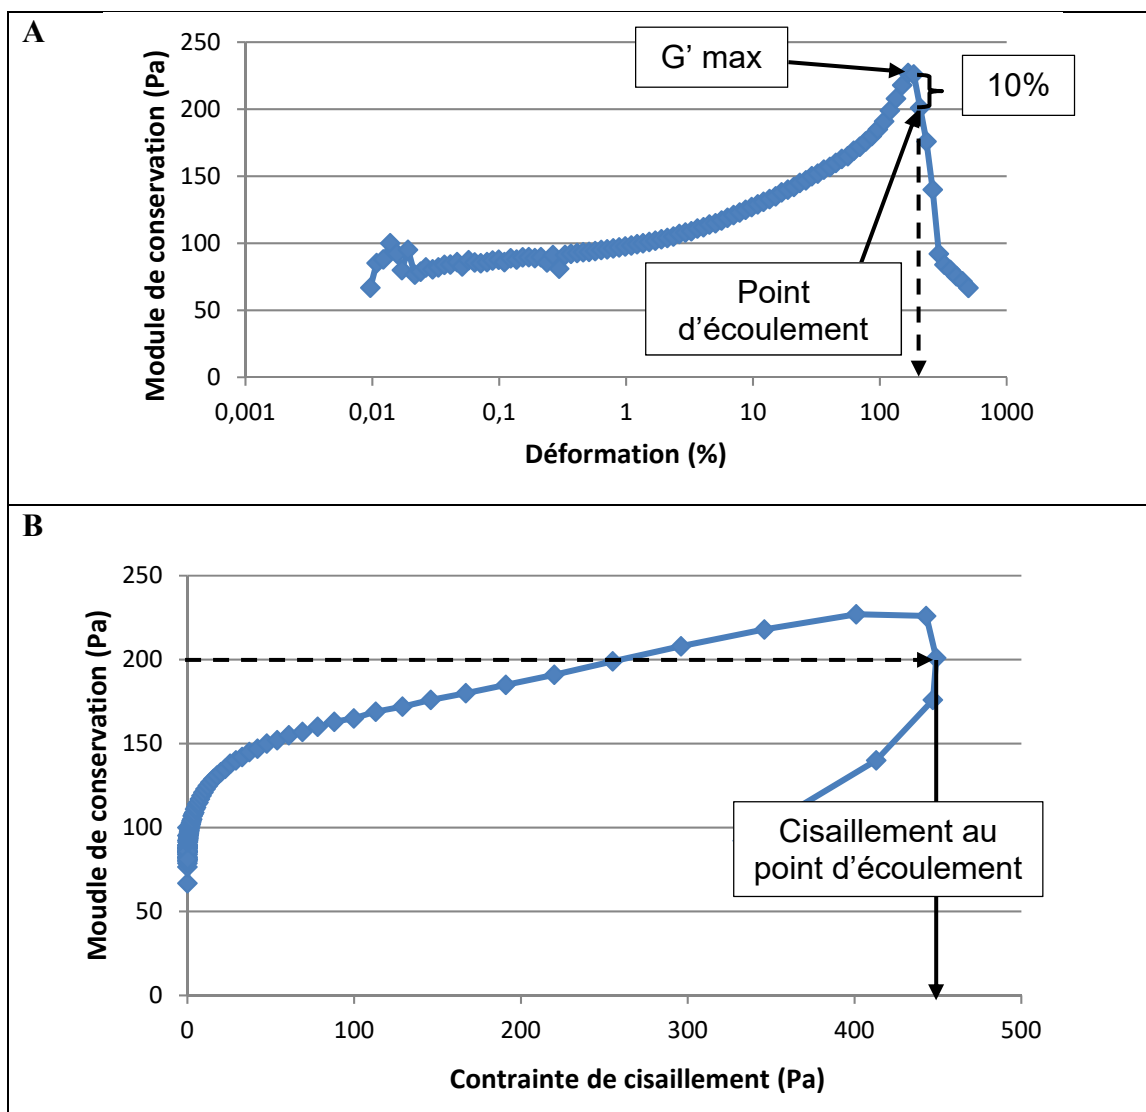 A
250
200
150
100
50
0
Module de conservation (Pa)
G’ max
10%
Point
d’écoulement
0,001 0,01 0,1 1 10 100 1000
Déformation (%)
B
250
200
150
100
50
0
Moudle de conservation (Pa)
Cisaillement au
point d’écoulement
0 100 200 300 400 500
Contrainte de cisaillement (Pa)